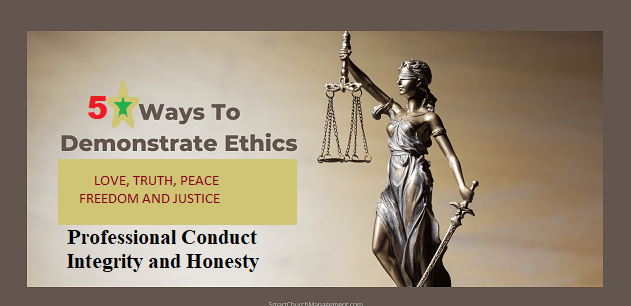 5 Ways To
Demonstrate Ethics
LOVE, TRUTH, PEACE
FREEDOM AND JUSTICE
Professional Conduct
Integrity and Honesty
SmartChurchManagement.com